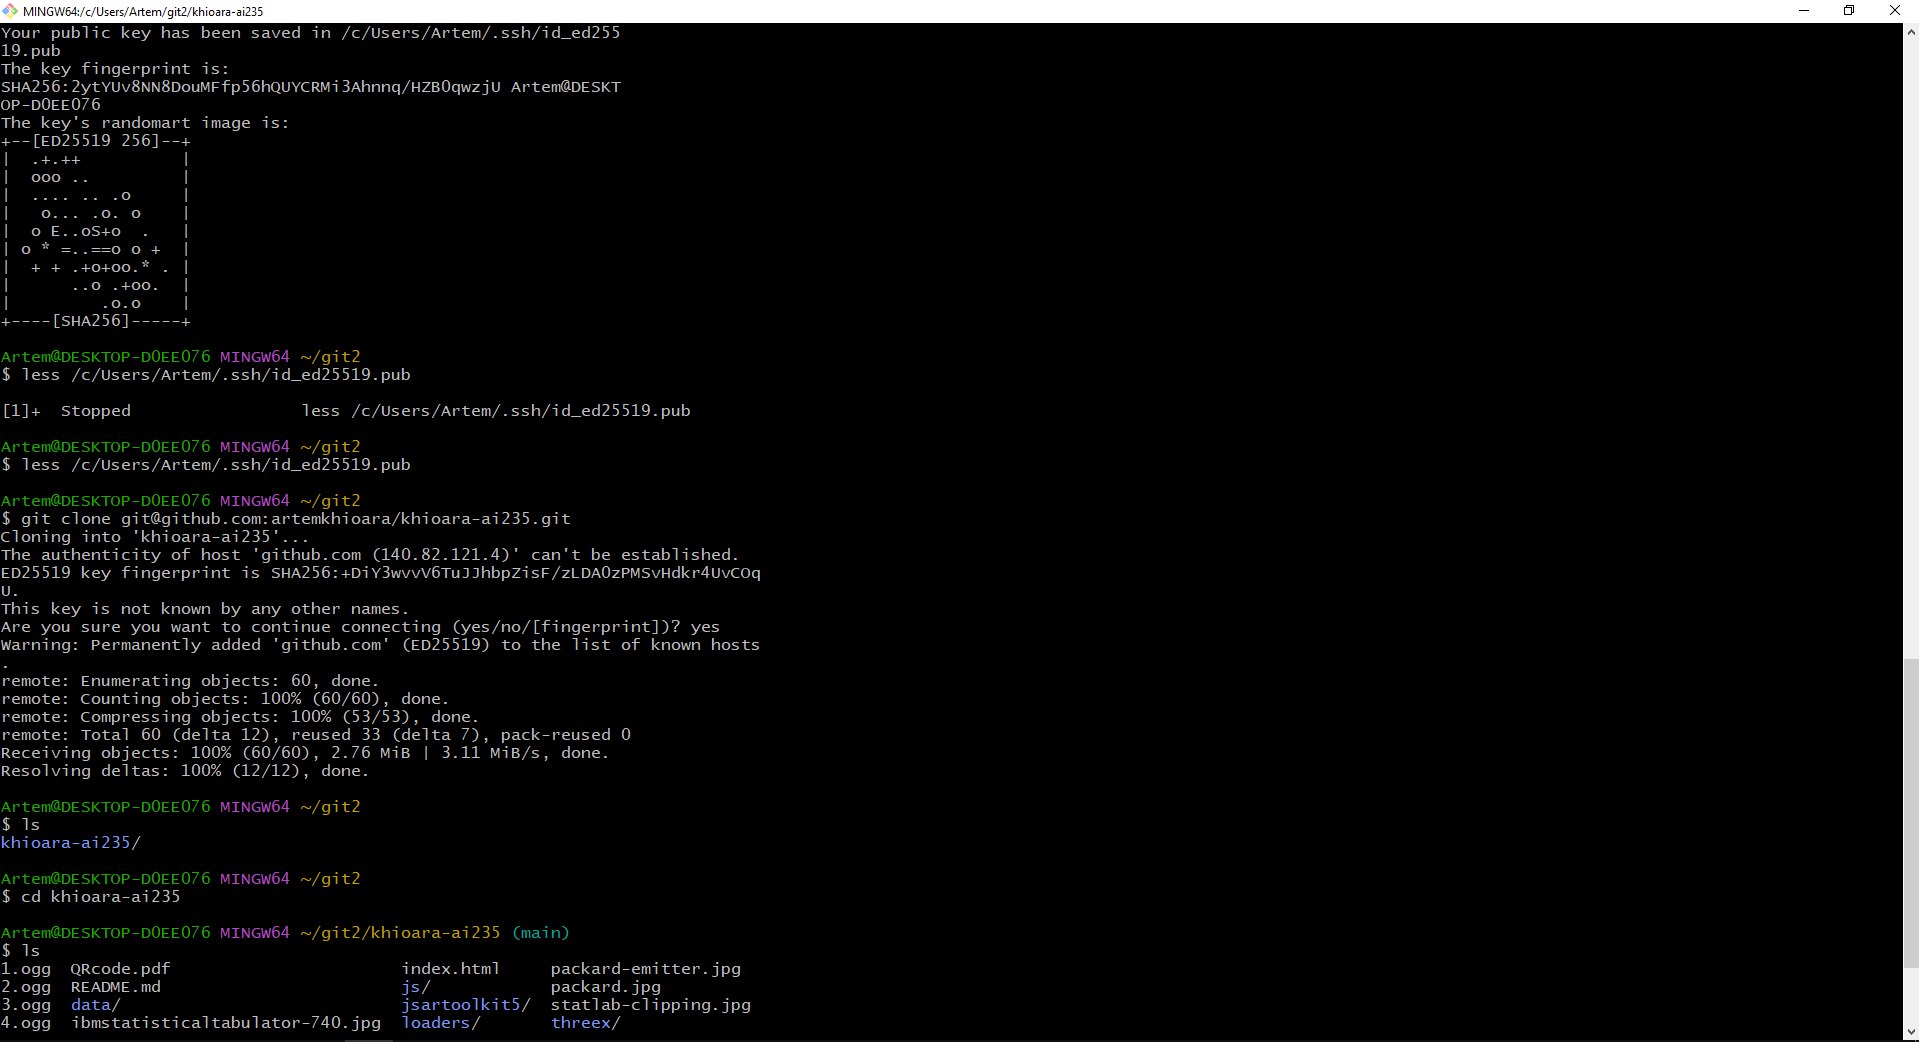 MINGW64:/c/Users/Artem/git2/khioara-ai235
Your public key has been saved in /c/Users/Artem/.ssh/id_ed255
19.pub
The key fingerprint is:
SHA256:2ytYUv8NN8DouMFfp56hQUYCRMi3Ahnnq/HZB0qwzjU Artem@DESKT
OP-D0EE076
The key's randomart image is:
+--[ED25519 256]--+
|  .+.++          |
|  ooo ..         |
|  .... .. .o     |
|   o... .o. o    |
|  o E..oS+o  .   |
| o * =..==o o +  |
|  + + .+o+oo.* . |
|      ..o .+oo.  |
|         .o.o    |
+----[SHA256]-----+
Artem@DESKTOP-D0EE076 MINGW64 ~/git2
$ less /c/Users/Artem/.ssh/id_ed25519.pub
[1]+  Stopped                 less /c/Users/Artem/.ssh/id_ed25519.pub
Artem@DESKTOP-D0EE076 MINGW64 ~/git2
$ less /c/Users/Artem/.ssh/id_ed25519.pub
Artem@DESKTOP-D0EE076 MINGW64 ~/git2
$ git clone git@github.com:artemkhioara/khioara-ai235.git
Cloning into 'khioara-ai235'...
The authenticity of host 'github.com (140.82.121.4)' can't be established.
ED25519 key fingerprint is SHA256:+DiY3wvvV6TuJJhbpZisF/zLDA0zPMSvHdkr4UvCOq
U.
This key is not known by any other names.
Are you sure you want to continue connecting (yes/no/[fingerprint])? yes
Warning: Permanently added 'github.com' (ED25519) to the list of known hosts
.
remote: Enumerating objects: 60, done.
remote: Counting objects: 100% (60/60), done.
remote: Compressing objects: 100% (53/53), done.
remote: Total 60 (delta 12), reused 33 (delta 7), pack-reused 0
Receiving objects: 100% (60/60), 2.76 MiB | 3.11 MiB/s, done.
Resolving deltas: 100% (12/12), done.
Artem@DESKTOP-D0EE076 MINGW64 ~/git2
$ ls
khioara-ai235/
Artem@DESKTOP-D0EE076 MINGW64 ~/git2
$ cd khioara-ai235
Artem@DESKTOP-D0EE076 MINGW64 ~/git2/khioara-ai235 (main)
$ ls
1.ogg  QRcode.pdf                       index.html     packard-emitter.jpg
2.ogg  README.md                        js/            packard.jpg
3.ogg  data/                            jsartoolkit5/  statlab-clipping.jpg
4.ogg  ibmstatisticaltabulator-740.jpg  loaders/       threex/